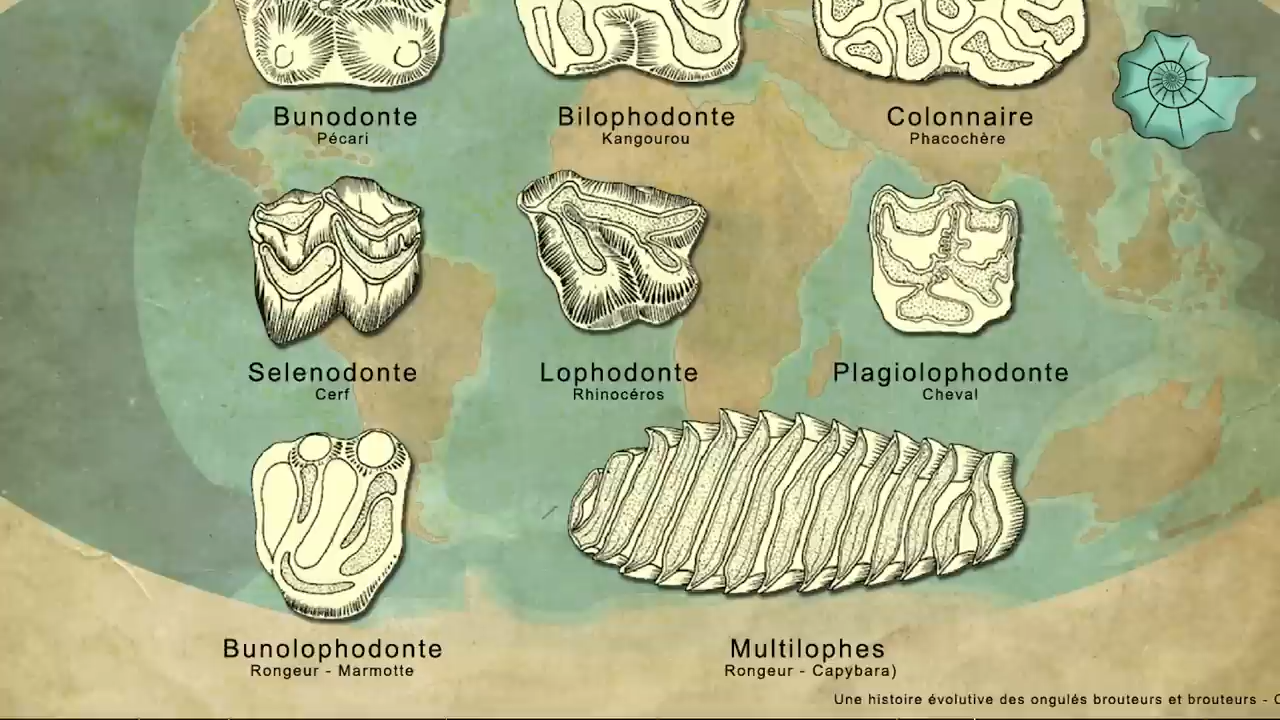 Bunodonte
Pécari
Bilophodonte
Kangourou
Colonnaire
Phacochère
Selenodonte
Cerf
Lophodonte
Rhinocéros
Plagiolophodonte
Cheval
Bunolophodonte
Rongeur - Marmotte
Multilophes
Rongeur - Capybara)
Une histoire évolutive des ongulés brouteurs et brouteurs -